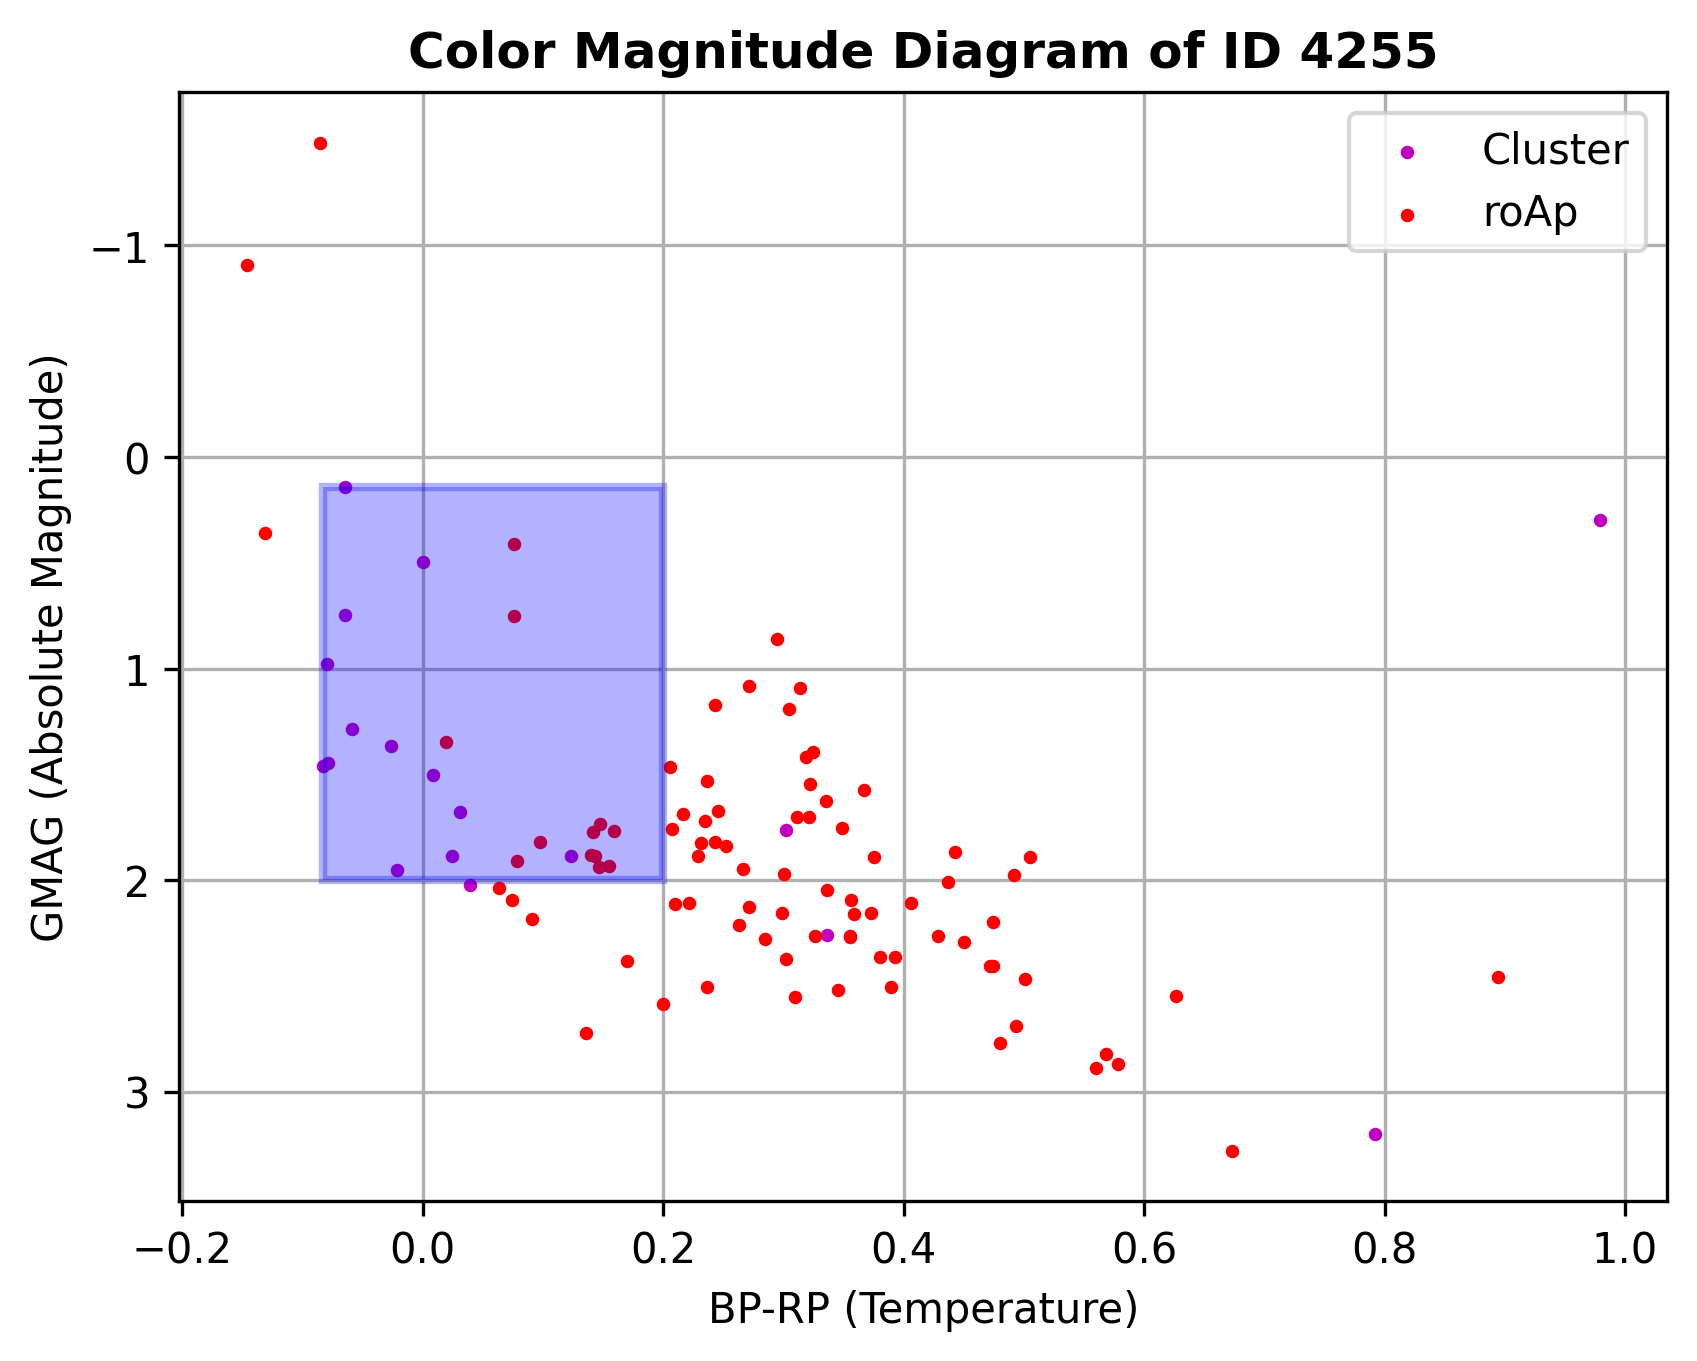 Color Magnitude Diagram of ID 4255
Cluster
roAp
−1
0
1
2
3
GMAG (Absolute Magnitude)
−0.2 0.0 0.2 0.4 0.6 0.8 1.0
BP-RP (Temperature)